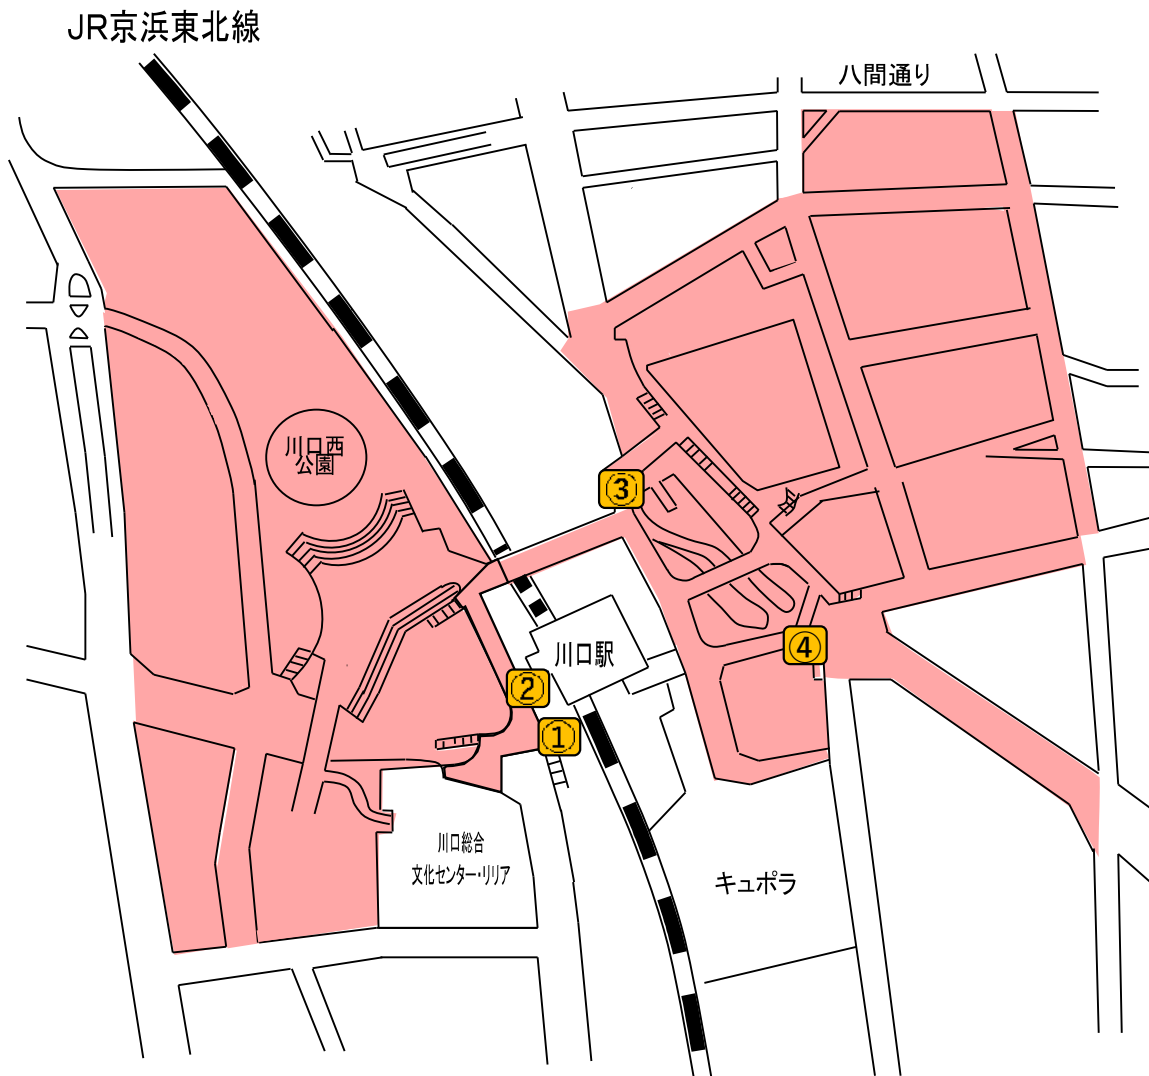 JR京浜東北線
八間通り
川口西
公園
③
川口駅
④
②
①
川口総合
文化センター・リリア
キュポラ